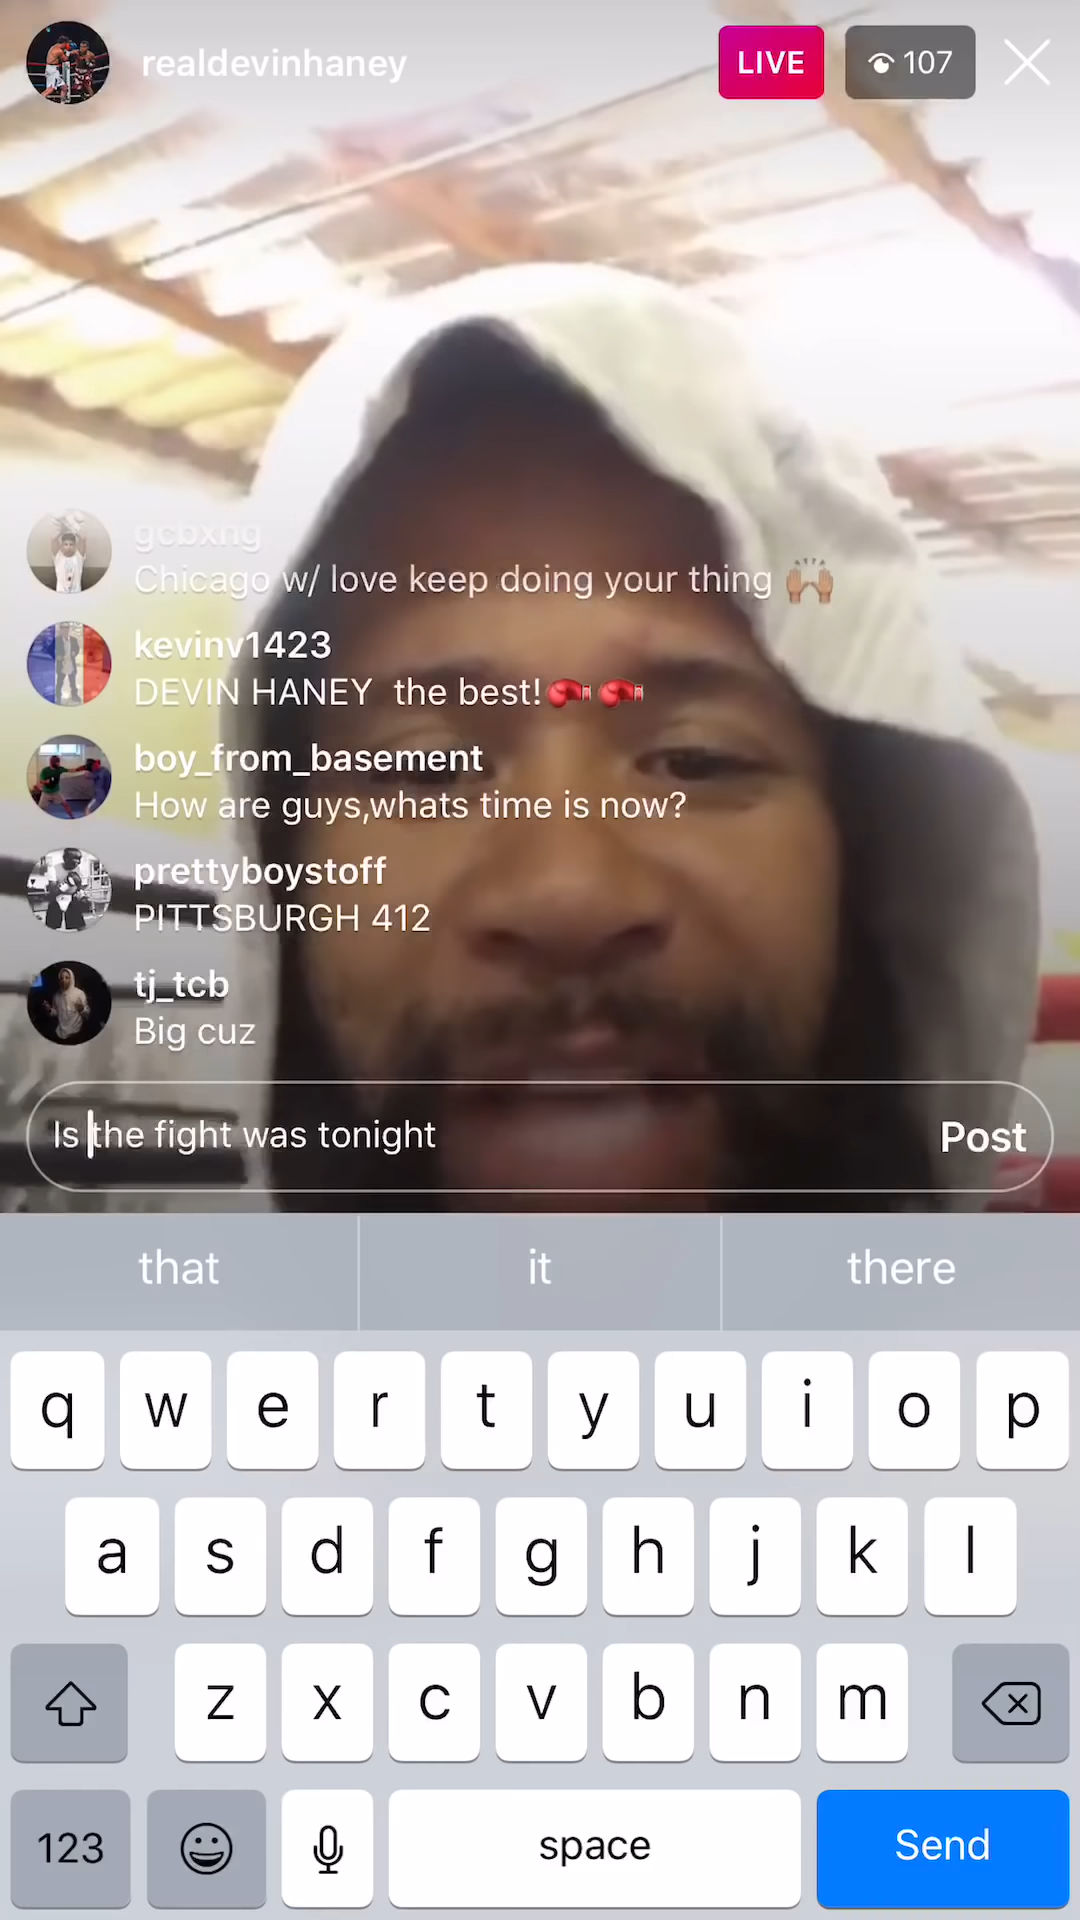 realdevinhaney
LIVE
107
gcbxng
Chicago w/ love keep doing your thing 🙌🏽
kevinv1423
DEVIN HANEY the best!🥊🥊
boy_from_basement
How are guys,whats time is now?
prettyboystoff
PITTSBURGH 412
tj_tcb
Big cuz
Is the fight was tonight
Post
that it there
q w e r t y u i o p
a s d f g h j k l
z x c v b n m
123 space Send